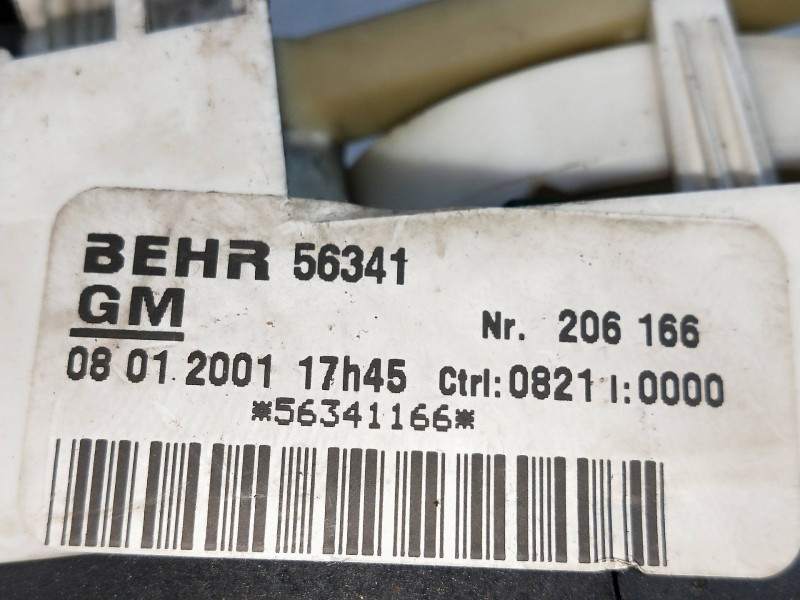 BEHR 56341
GM
Nr. 206 166
08 01 2001 17h45 Ctrl:0821 I:0000
*56341166*